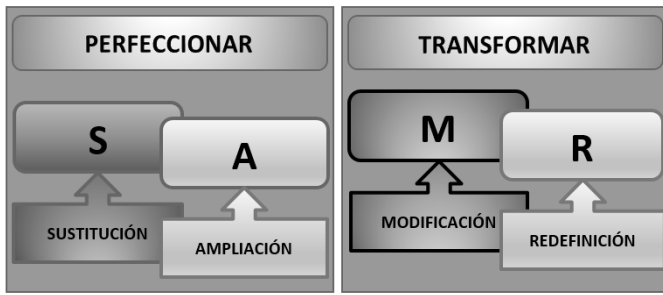 PERFECCIONAR
S
A
SUSTITUCIÓN
AMPLIACIÓN
TRANSFORMAR
M
R
MODIFICACIÓN
REDEFINICIÓN